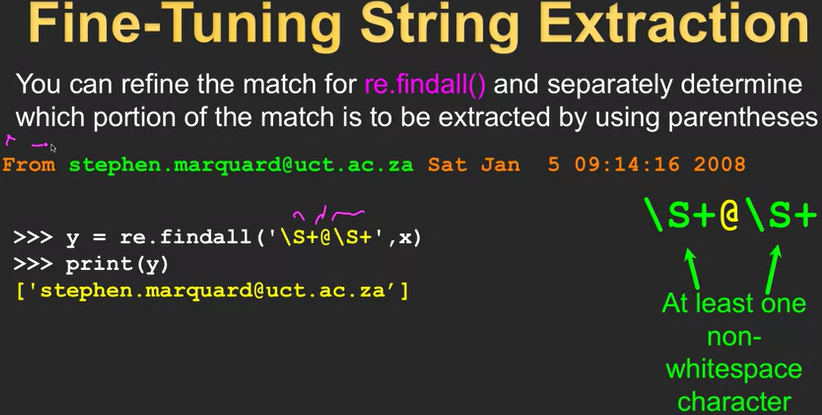 Fine-Tuning String Extraction
You can refine the match for re.findall() and separately determine
which portion of the match is to be extracted by using parentheses
From stephen.marquard@uct.ac.za Sat Jan  5 09:14:16 2008
>>> y = re.findall('\S+@\S+',x)
>>> print(y)
['stephen.marquard@uct.ac.za’]
\S+@\S+
At least one
non-
whitespace
character